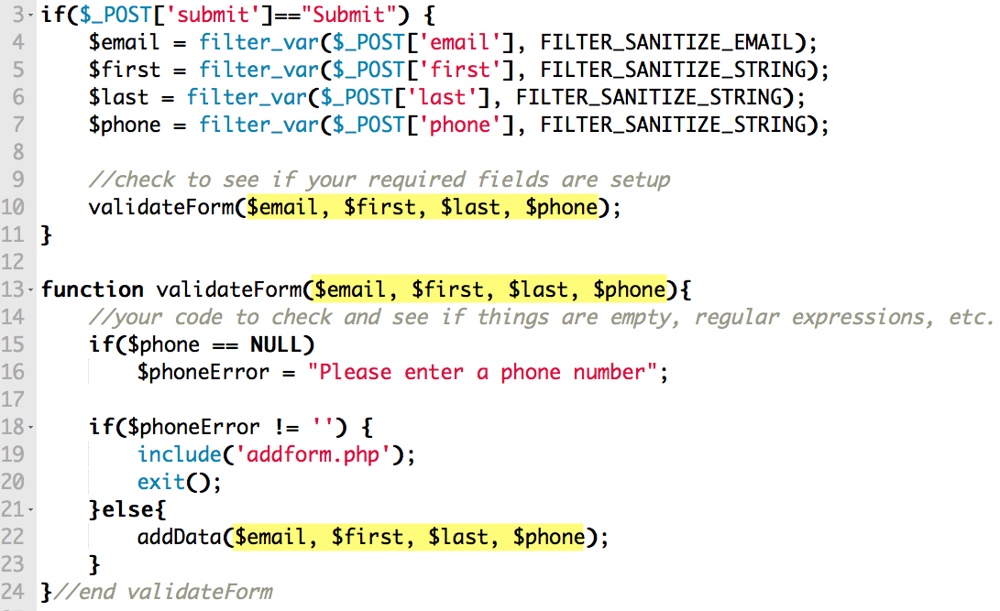 3 if($_POST['submit']=="Submit") {
4     $email = filter_var($_POST['email'], FILTER_SANITIZE_EMAIL);
5     $first = filter_var($_POST['first'], FILTER_SANITIZE_STRING);
6     $last = filter_var($_POST['last'], FILTER_SANITIZE_STRING);
7     $phone = filter_var($_POST['phone'], FILTER_SANITIZE_STRING);
8
9     //check to see if your required fields are setup
10     validateForm($email, $first, $last, $phone);
11 }
12
13 function validateForm($email, $first, $last, $phone){
14     //your code to check and see if things are empty, regular expressions, etc.
15     if($phone == NULL)
16         $phoneError = "Please enter a phone number";
17
18     if($phoneError != '') {
19         include('addform.php');
20         exit();
21     }else{
22         addData($email, $first, $last, $phone);
23     }
24 }//end validateForm